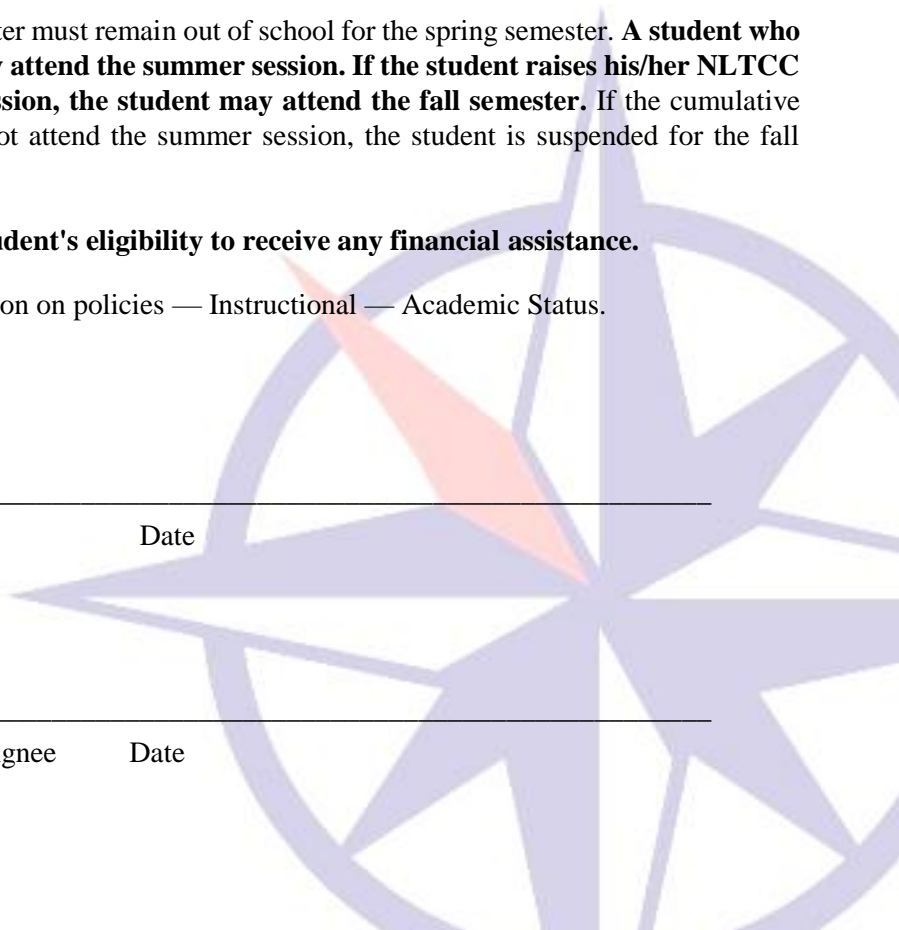 ter must remain out of school for the spring semester. A student who
y attend the summer session. If the student raises his/her NLTCC
ssion, the student may attend the fall semester. If the cumulative
ot attend the summer session, the student is suspended for the fall
udent's eligibility to receive any financial assistance.
on on policies — Instructional — Academic Status.
Date
gnee Date